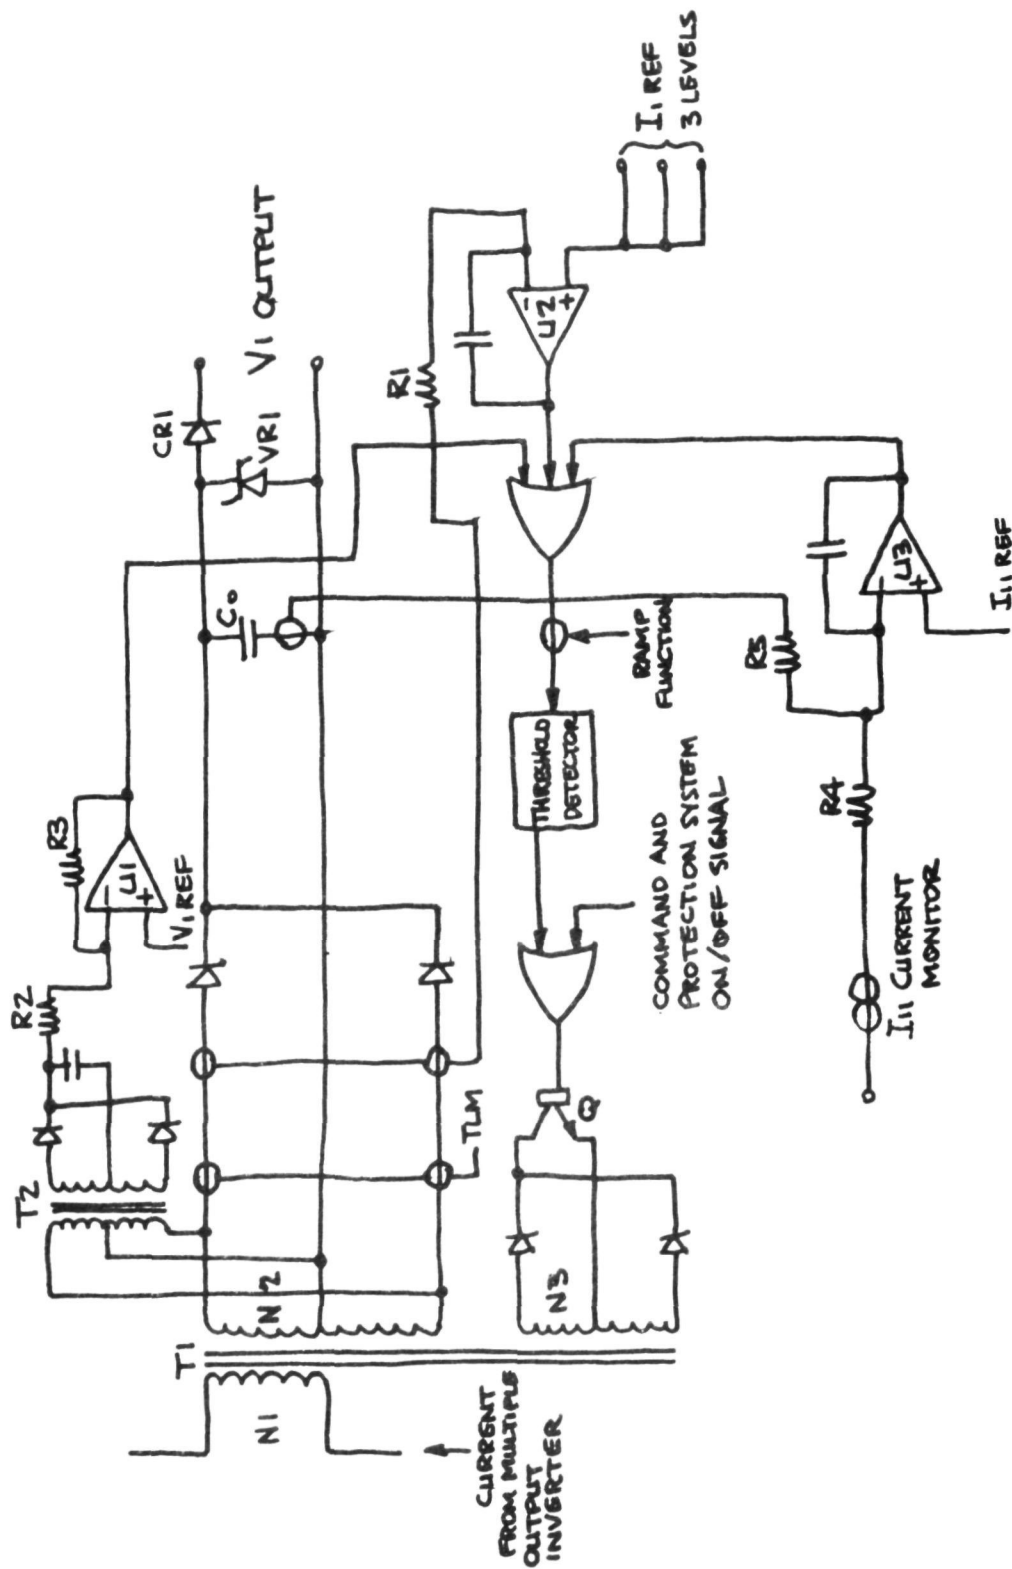 T2
R2
R3
U1
-
+
V1 REF
CR1
VR1
V1 OUTPUT
Co
R1
U2
-
+
I1 REF
3 LEVELS
T1
N1
N2
N3
TLM
Q
CURRENT
FROM MULTIPLE
OUTPUT
INVERTER
THRESHOLD
DETECTOR
RAMP
FUNCTION
COMMAND AND
PROTECTION SYSTEM
ON/OFF SIGNAL
R5
R4
I11 CURRENT
MONITOR
U3
-
+
I11 REF